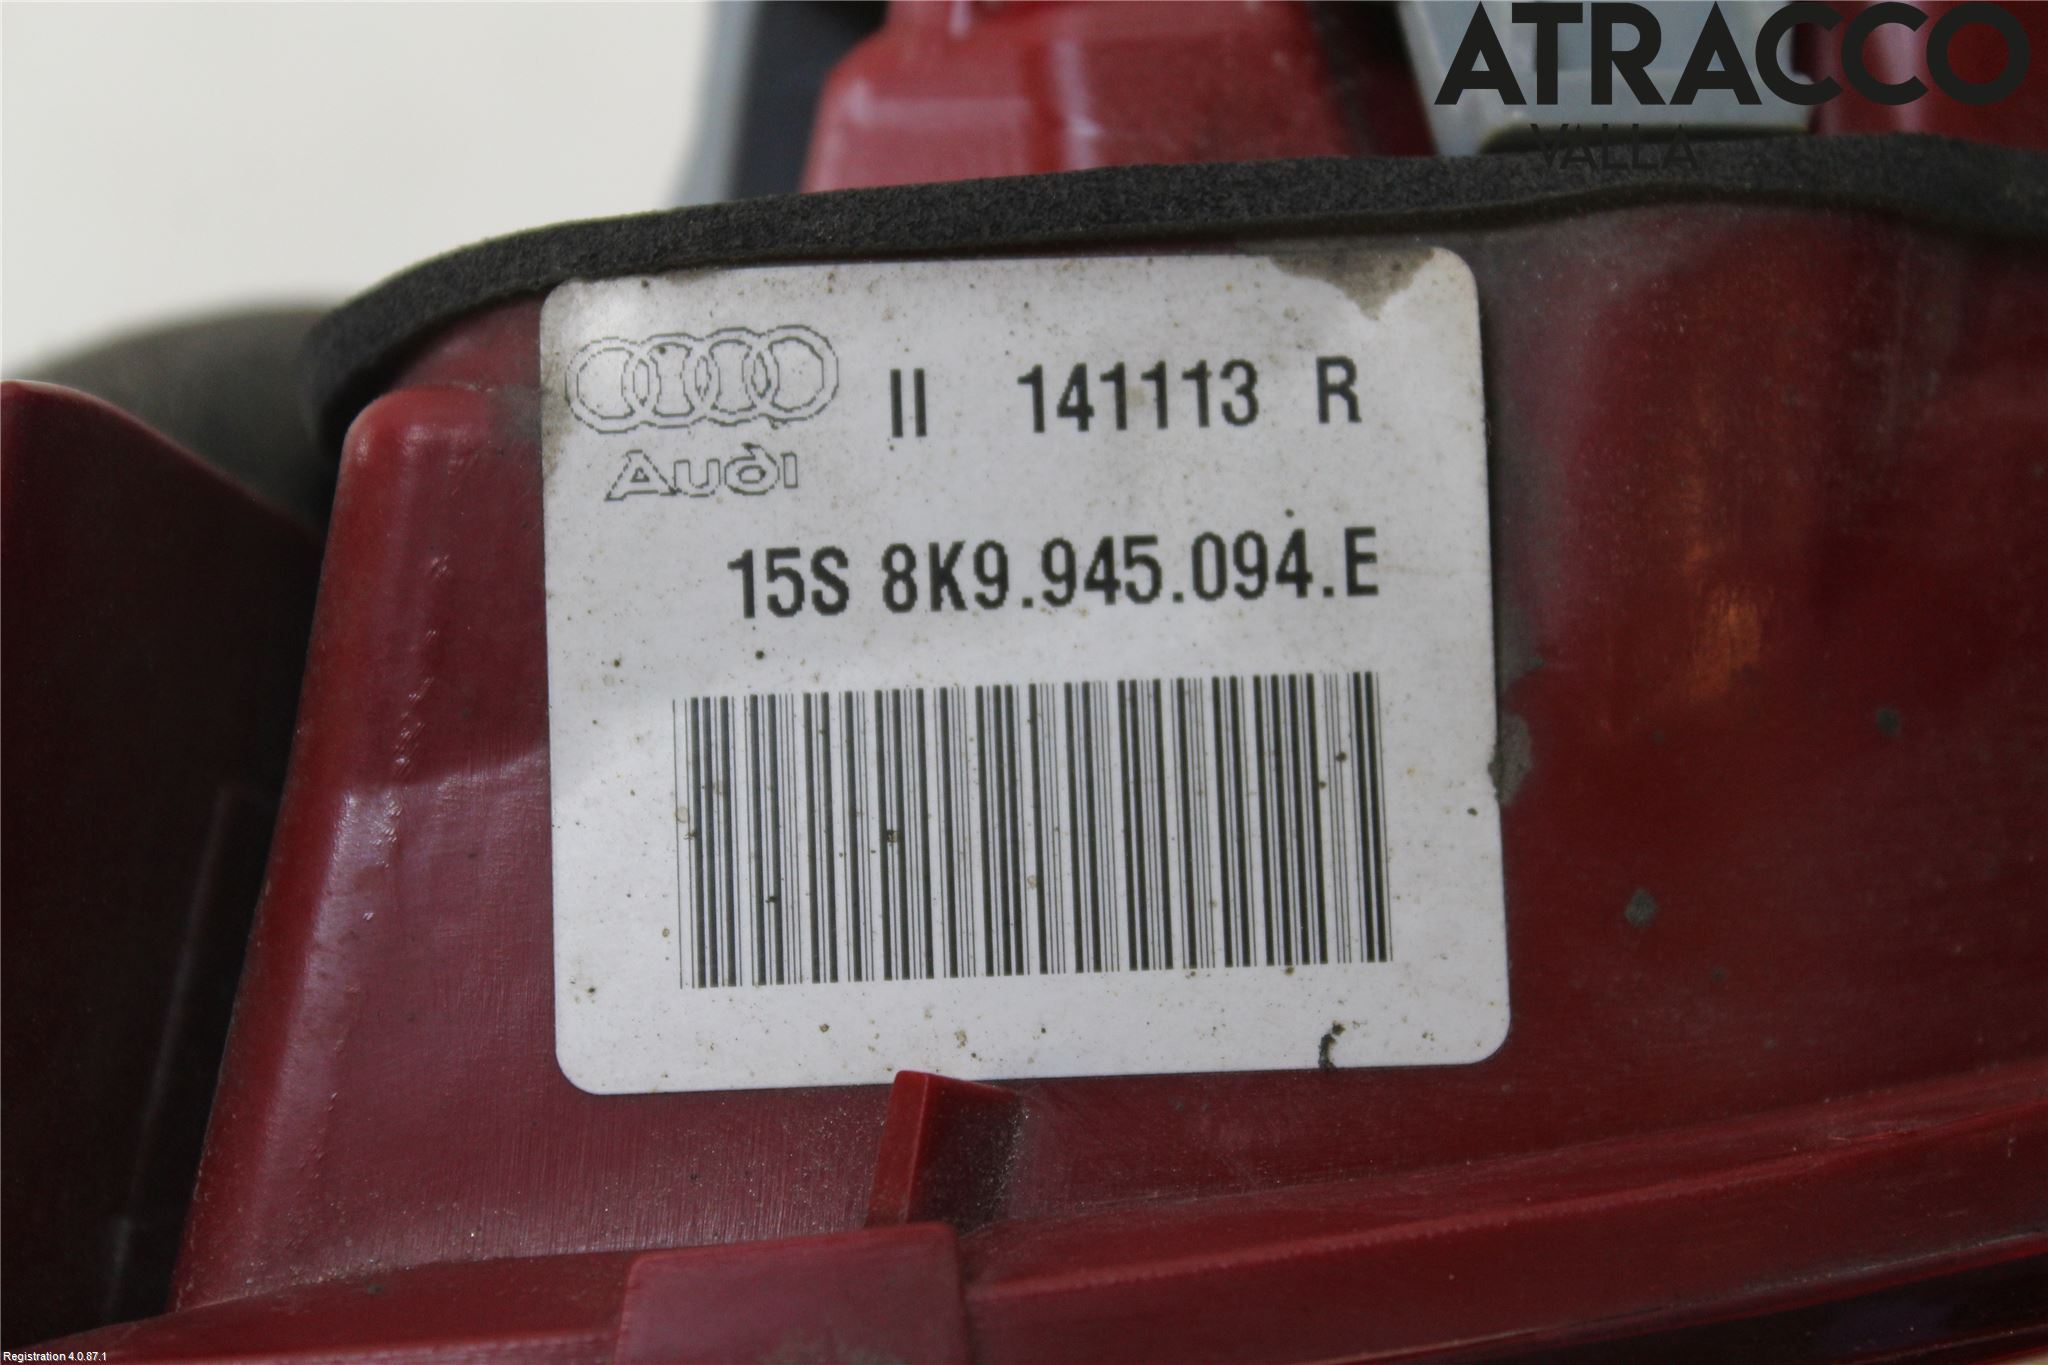 ATRACCO
VALLA
II 141113 R
Audi
15S 8K9.945.094.E
Registration 4.0.87.1